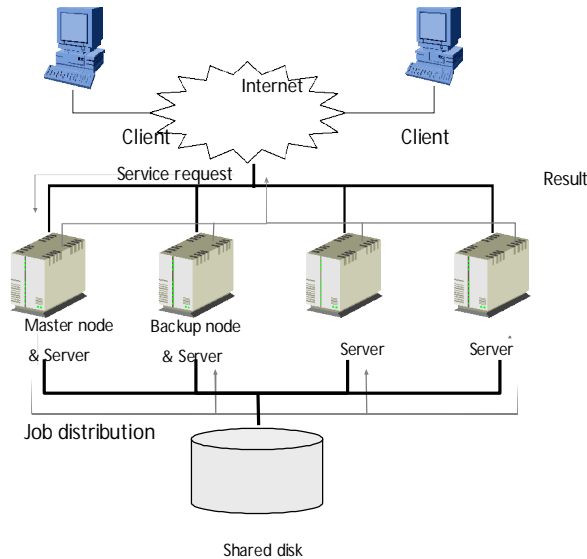 Internet
Client
Client
Service request
Result
Master node
& Server
Backup node
& Server
Server
Server
Job distribution
Shared disk